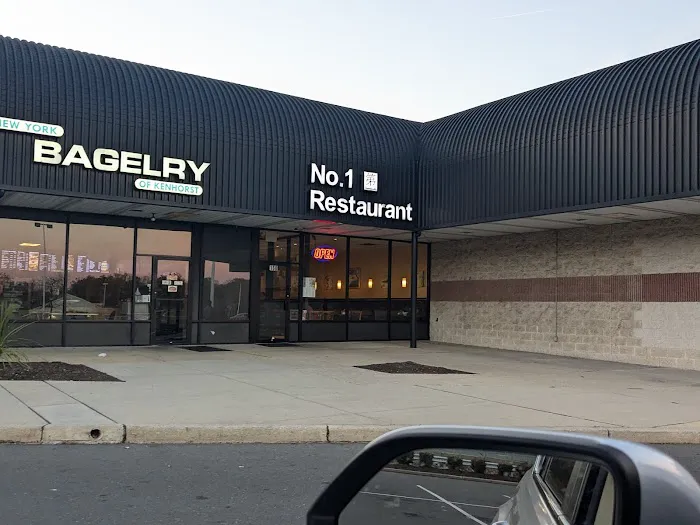 NEW YORK
BAGELRY
OF KENHORST
No.1
Restaurant
OPEN